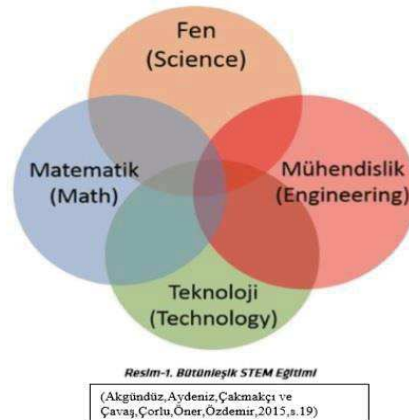 Fen
(Science)
Matematik
(Math)
Mühendislik
(Engineering)
Teknoloji
(Technology)
Resim-1. Bütünleşik STEM Eğitimi
(Akgündüz,Aydeniz,Çakmakçı ve
Çavaş,Çorlu,Öner,Özdemir,2015,s.19)